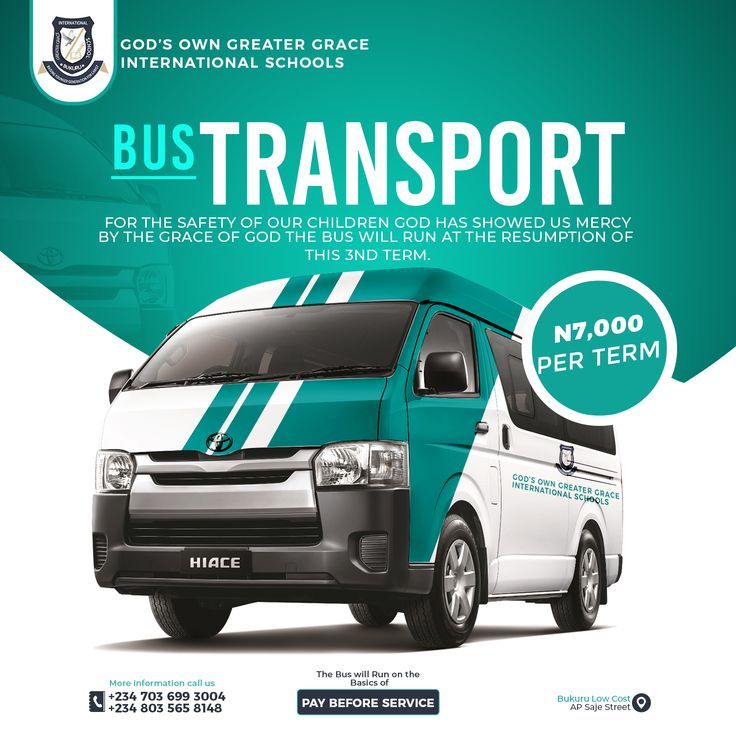 GOD'S OWN GREATER GRACE
INTERNATIONAL SCHOOLS
INTERNATIONAL
BUKURU
BUS TRANSPORT
FOR THE SAFETY OF OUR CHILDREN GOD HAS SHOWED US MERCY
BY THE GRACE OF GOD THE BUS WILL RUN AT THE RESUMPTION OF
THIS 3ND TERM.
N7,000
PER TERM
GOD'S OWN GREATER GRACE
INTERNATIONAL SCHOOLS
HIACE
More information call us
+234 703 699 3004
+234 803 565 8148
The Bus will Run on the
Basics of
PAY BEFORE SERVICE
Bukuru Low Cost
AP Saje Street